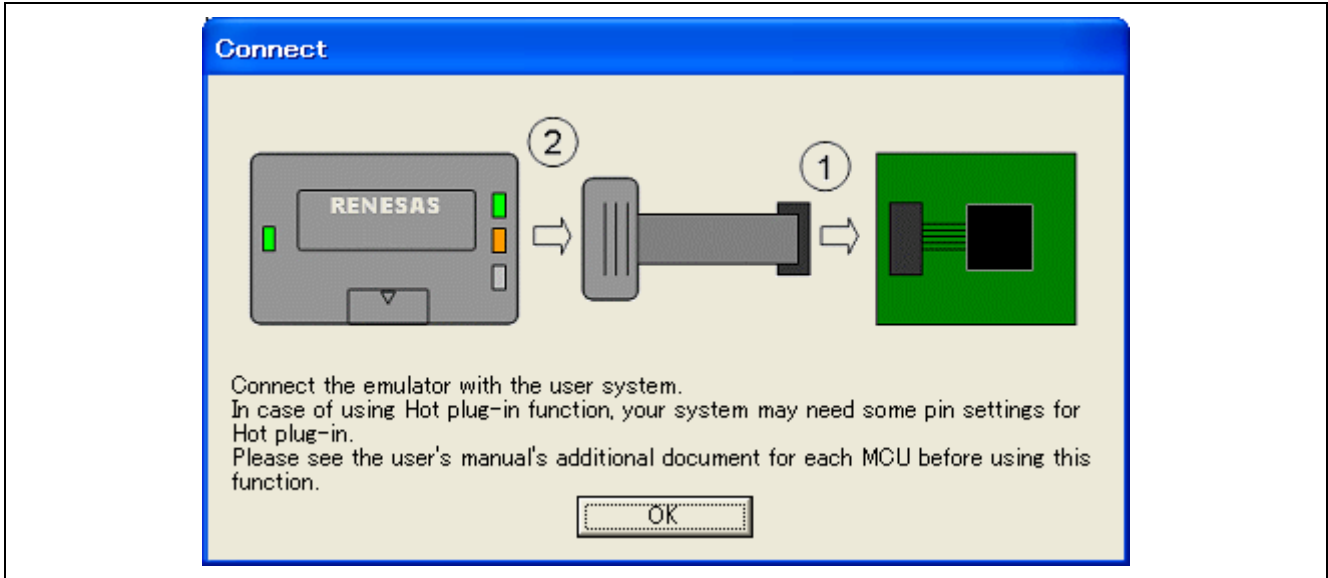 Connect
2
1
RENESAS
Connect the emulator with the user system.
In case of using Hot plug-in function, your system may need some pin settings for
Hot plug-in.
Please see the user's manual's additional document for each MCU before using this
function.
OK